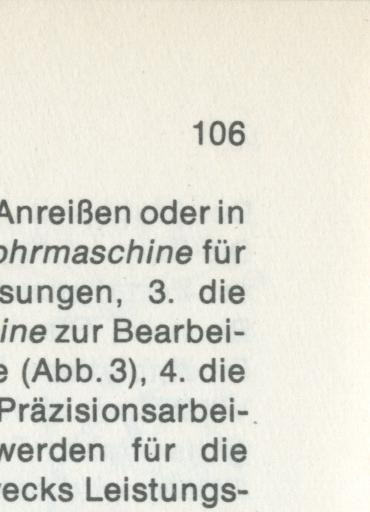 106
Anreißen oder in
ohrmaschine für
sungen, 3. die
ine zur Bearbei-
e (Abb. 3), 4. die
Präzisionsarbei-
werden für die
ecks Leistungs-